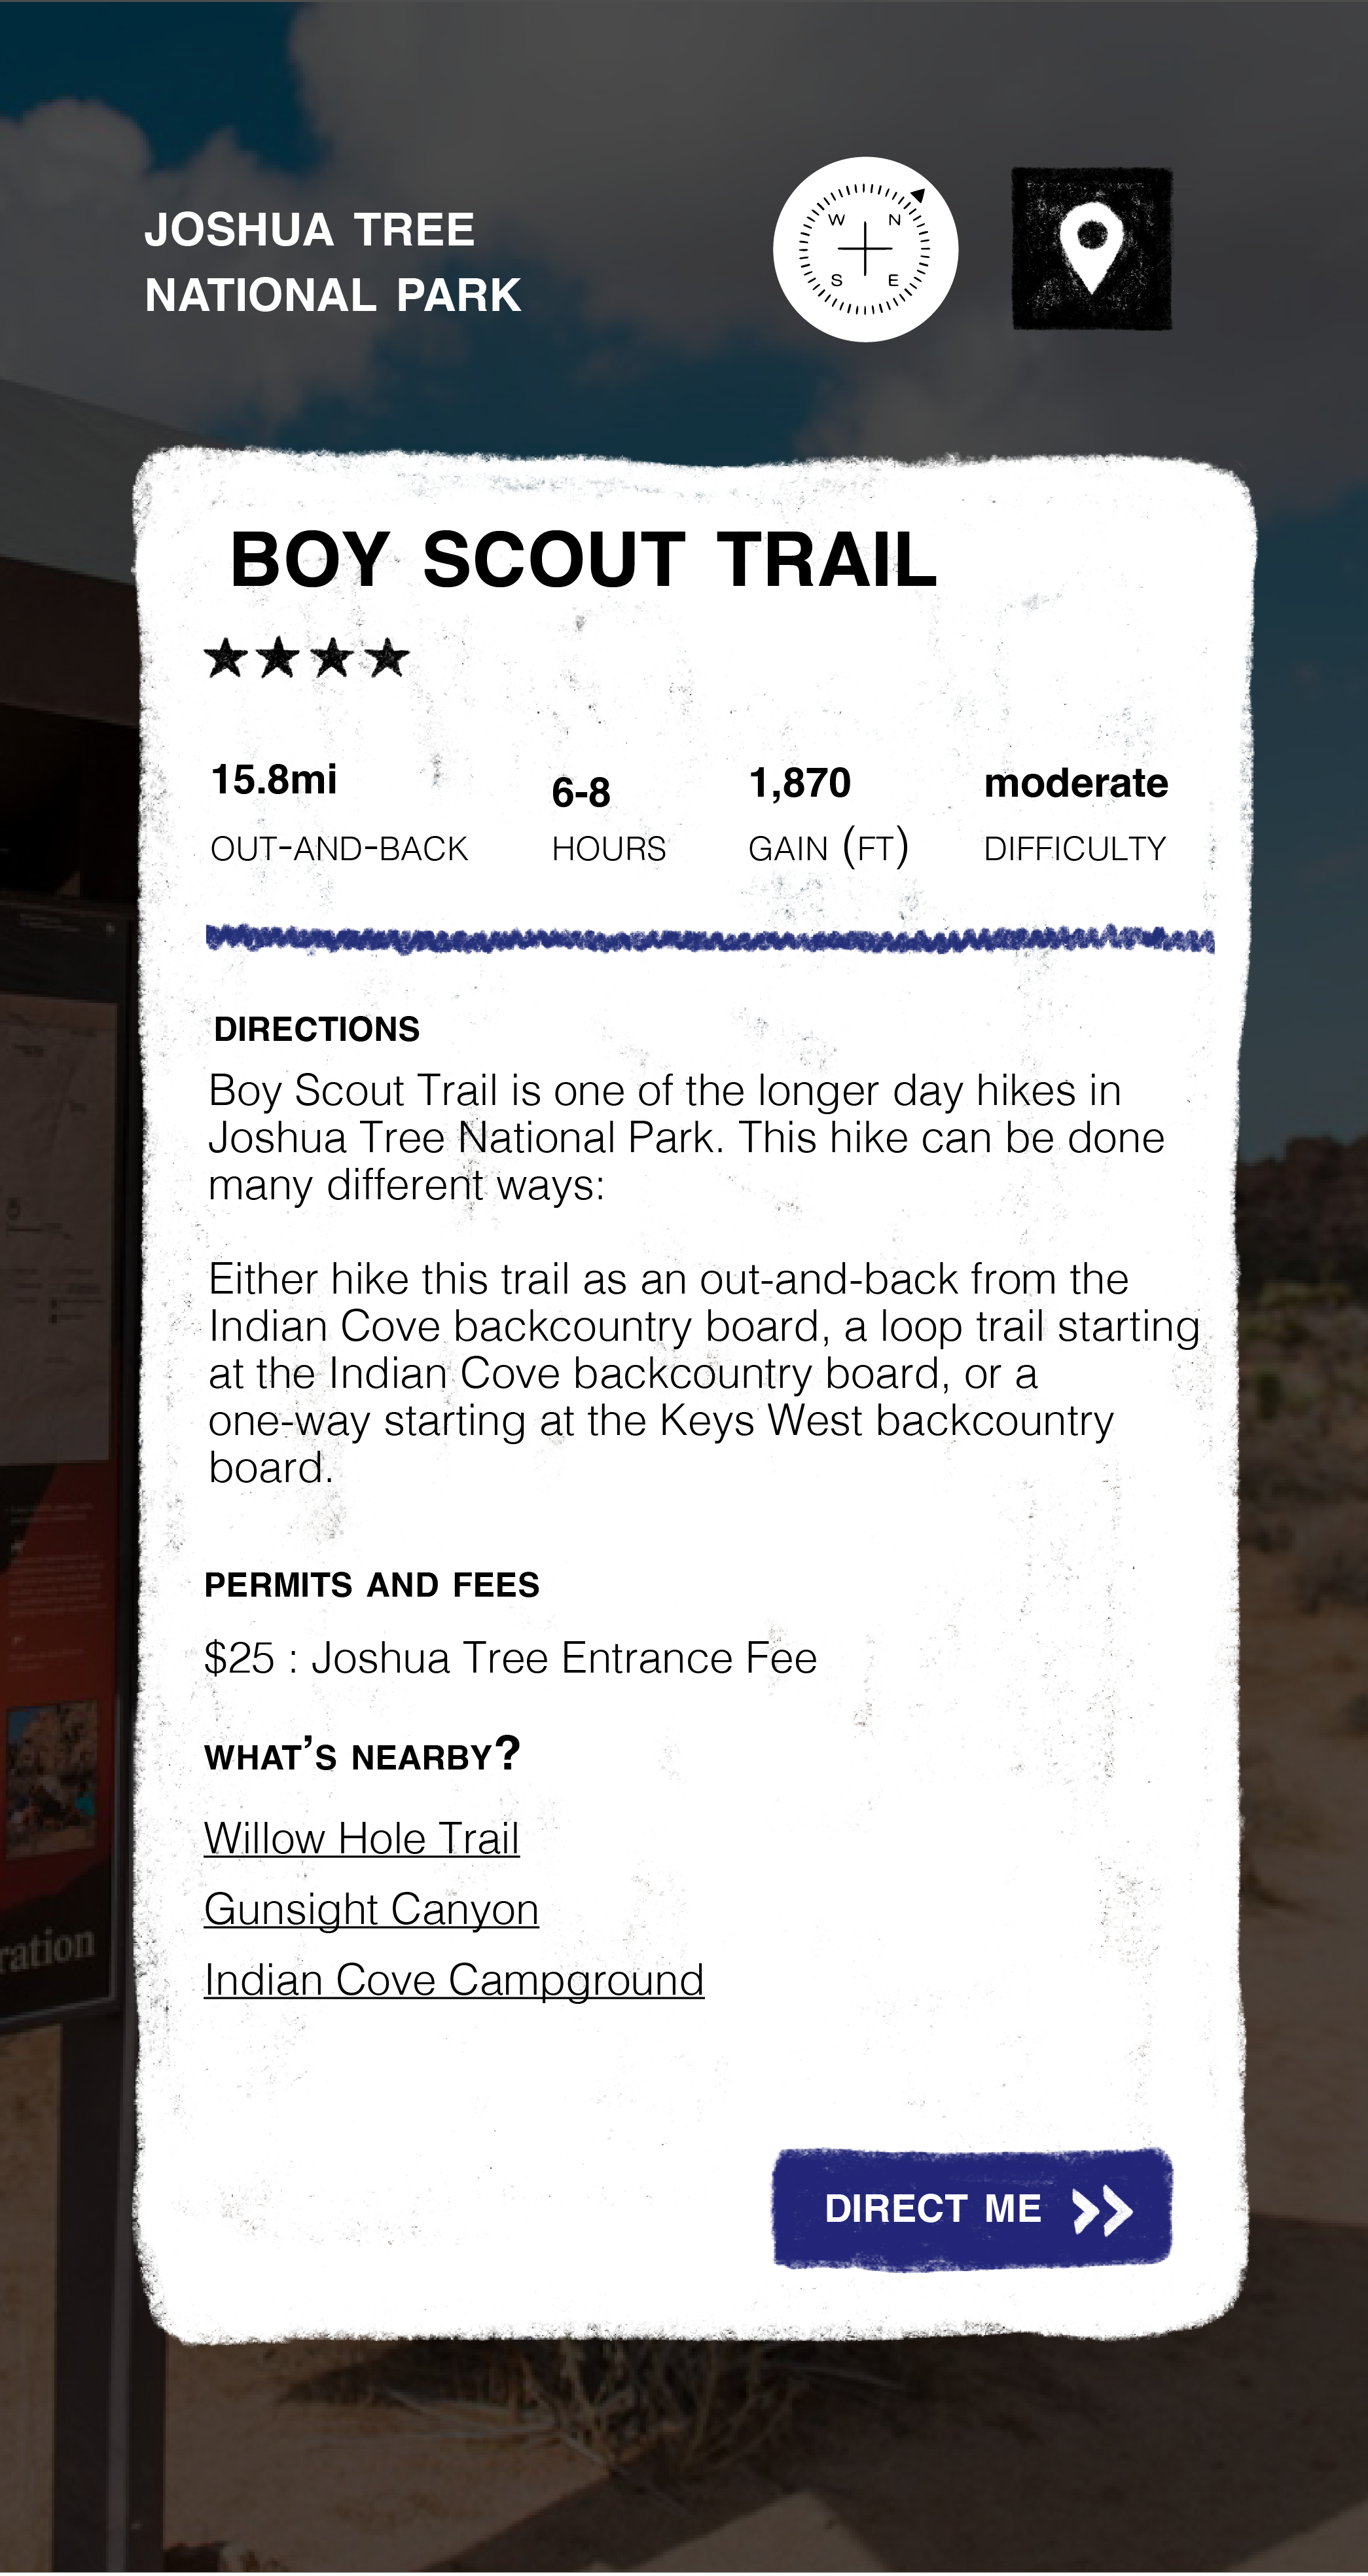 JOSHUA TREE
NATIONAL PARK
W N
S E
BOY SCOUT TRAIL
15.8mi
OUT-AND-BACK
6-8
HOURS
1,870
GAIN (FT)
moderate
DIFFICULTY
DIRECTIONS
Boy Scout Trail is one of the longer day hikes in
Joshua Tree National Park. This hike can be done
many different ways:
Either hike this trail as an out-and-back from the
Indian Cove backcountry board, a loop trail starting
at the Indian Cove backcountry board, or a
one-way starting at the Keys West backcountry
board.
PERMITS AND FEES
$25 : Joshua Tree Entrance Fee
WHAT'S NEARBY?
Willow Hole Trail
Gunsight Canyon
Indian Cove Campground
ration
DIRECT ME